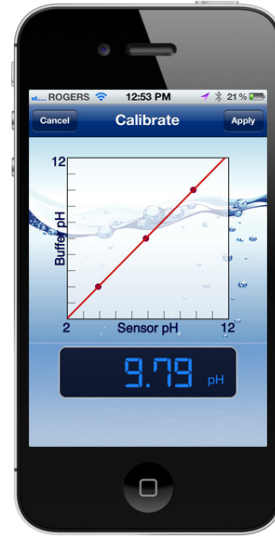 ROGERS 12:53 PM 21%
Cancel Calibrate Apply
12
Buffer pH
2 Sensor pH 12
9.79 pH